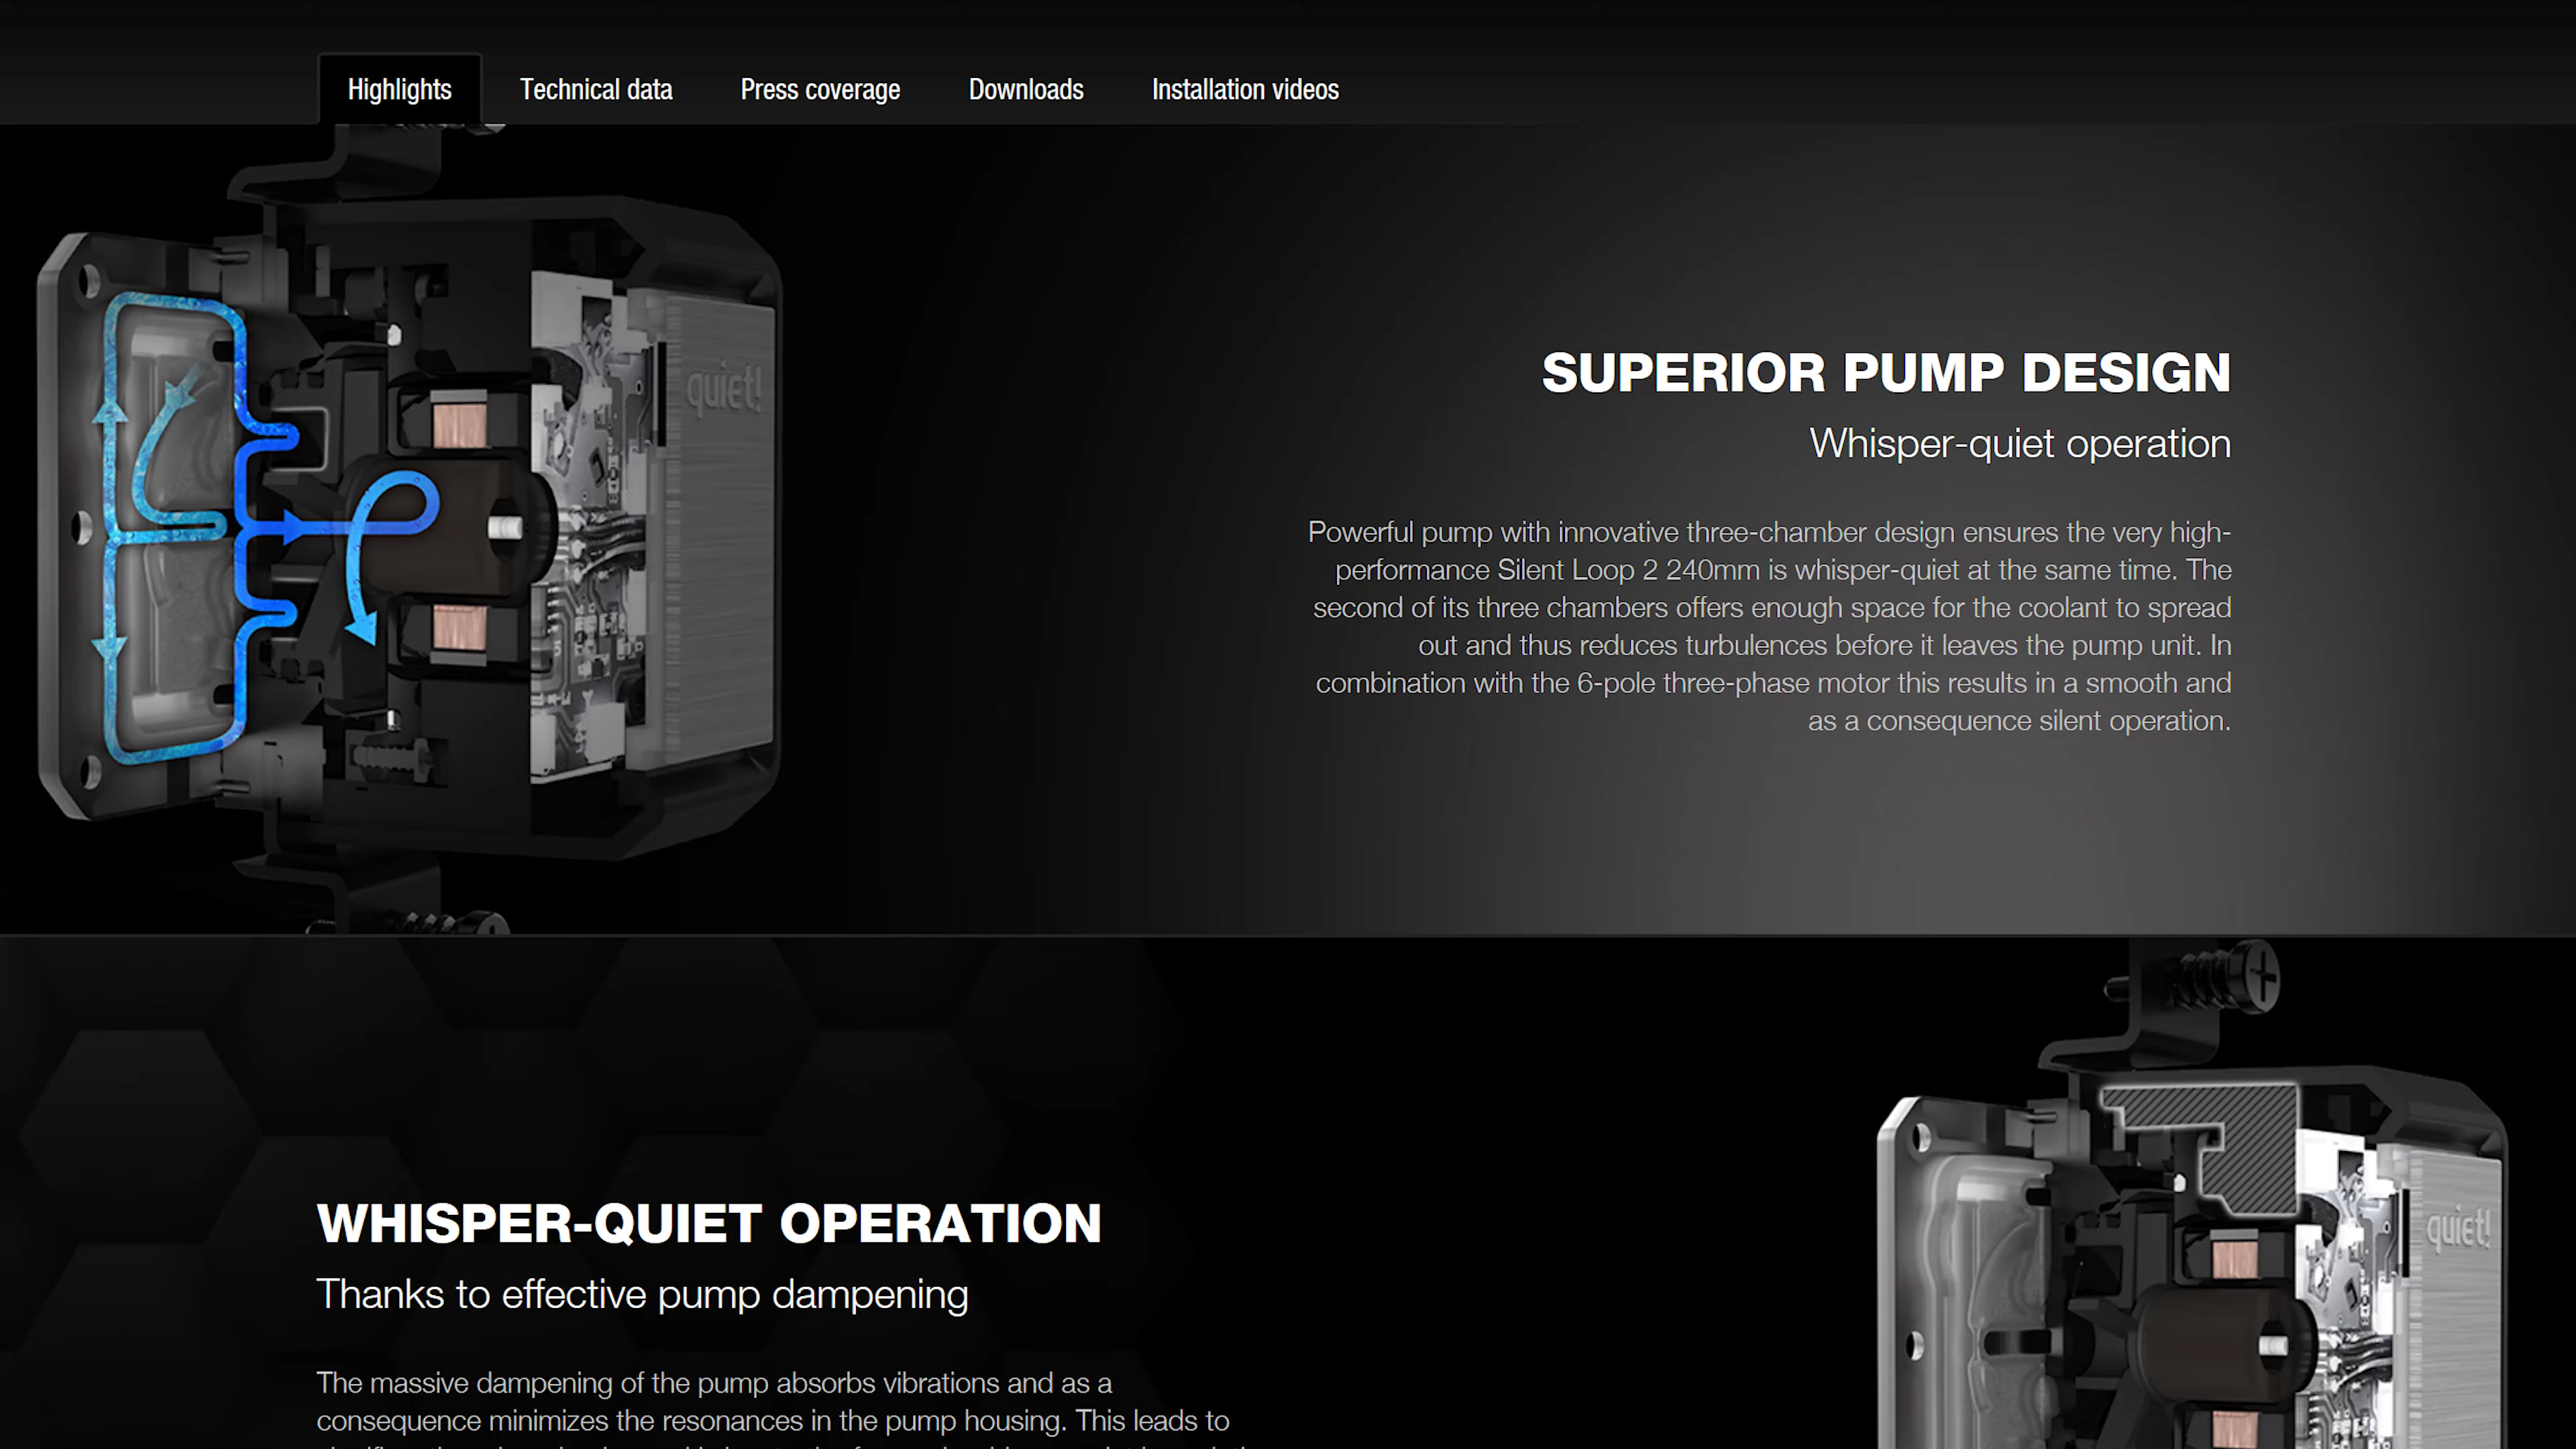 Highlights
Technical data
Press coverage
Downloads
Installation videos
quiet!
SUPERIOR PUMP DESIGN
Whisper-quiet operation
Powerful pump with innovative three-chamber design ensures the very high-
performance Silent Loop 2 240mm is whisper-quiet at the same time. The
second of its three chambers offers enough space for the coolant to spread
out and thus reduces turbulences before it leaves the pump unit. In
combination with the 6-pole three-phase motor this results in a smooth and
as a consequence silent operation.
WHISPER-QUIET OPERATION
Thanks to effective pump dampening
The massive dampening of the pump absorbs vibrations and as a
consequence minimizes the resonances in the pump housing. This leads to
quiet!